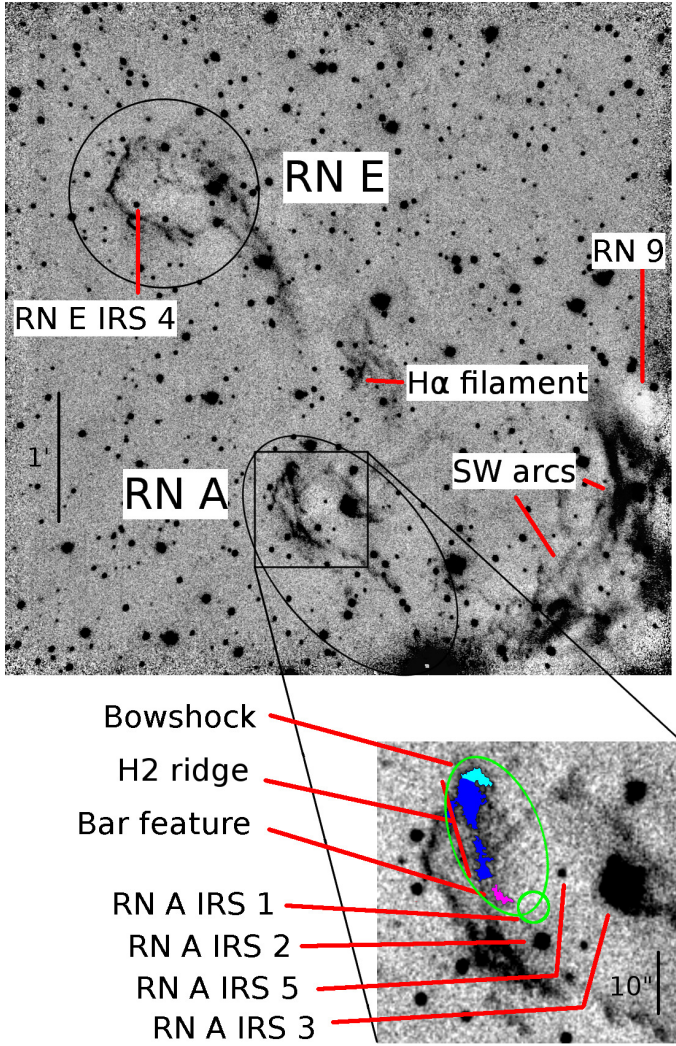 RN E
RN 9
RN E IRS 4
Hα filament
1'
SW arcs
RN A
Bowshock
H2 ridge
Bar feature
RN A IRS 1
RN A IRS 2
RN A IRS 5
10"
RN A IRS 3